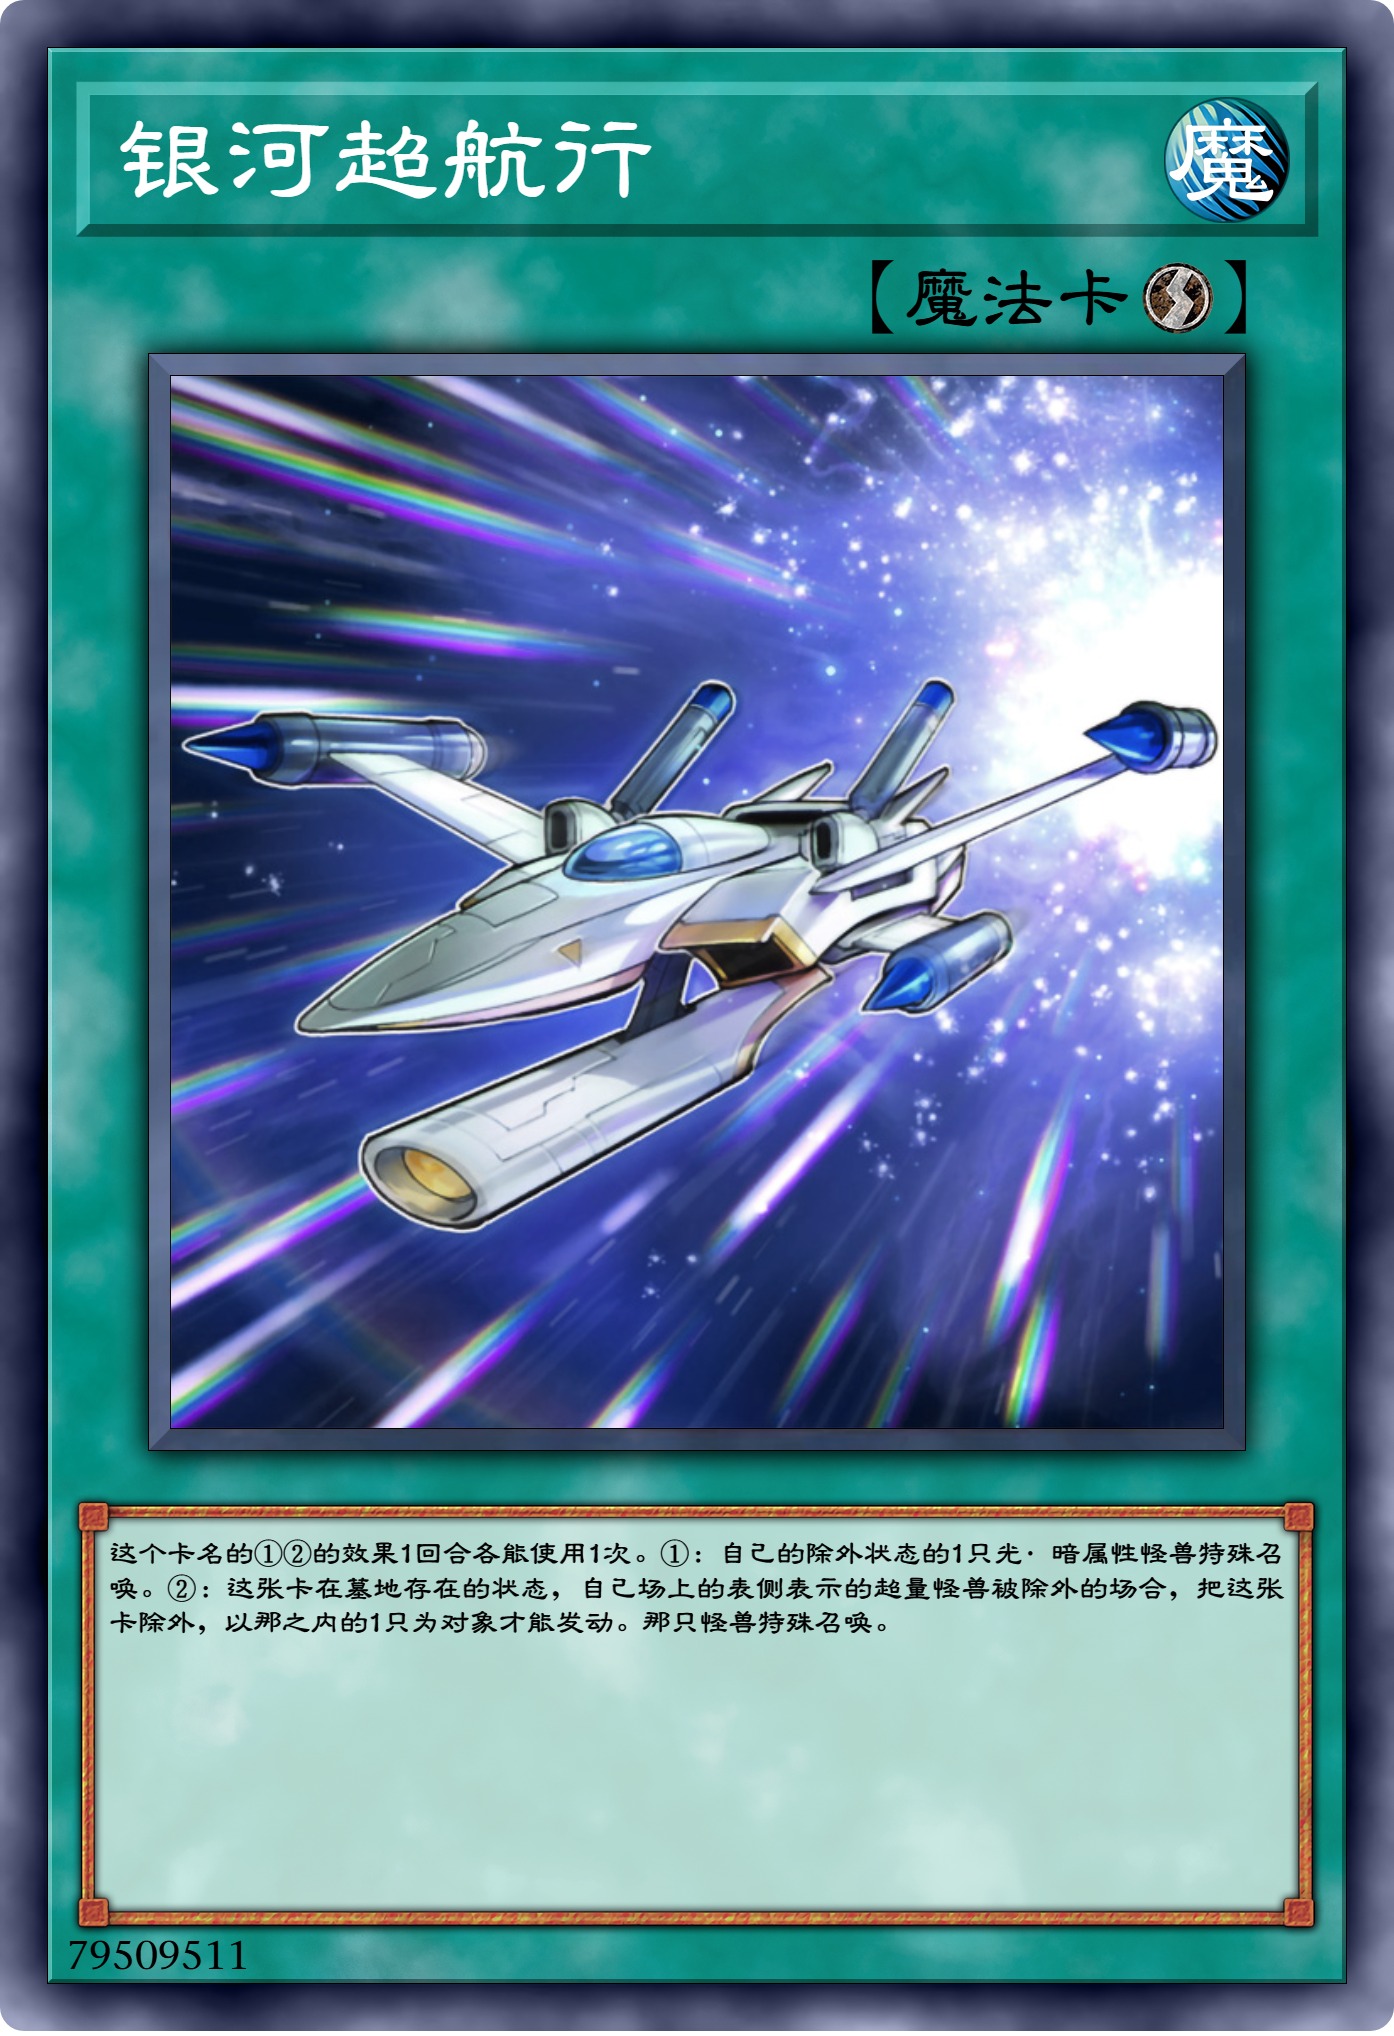 银河超航行
魔
【魔法卡】
这个卡名的①②的效果1回合各能使用1次。①：自己的除外状态的1只光·暗属性怪兽特殊召
唤。②：这张卡在墓地存在的状态，自己场上的表侧表示的超量怪兽被除外的场合，把这张
卡除外，以那之内的1只为对象才能发动。那只怪兽特殊召唤。
79509511